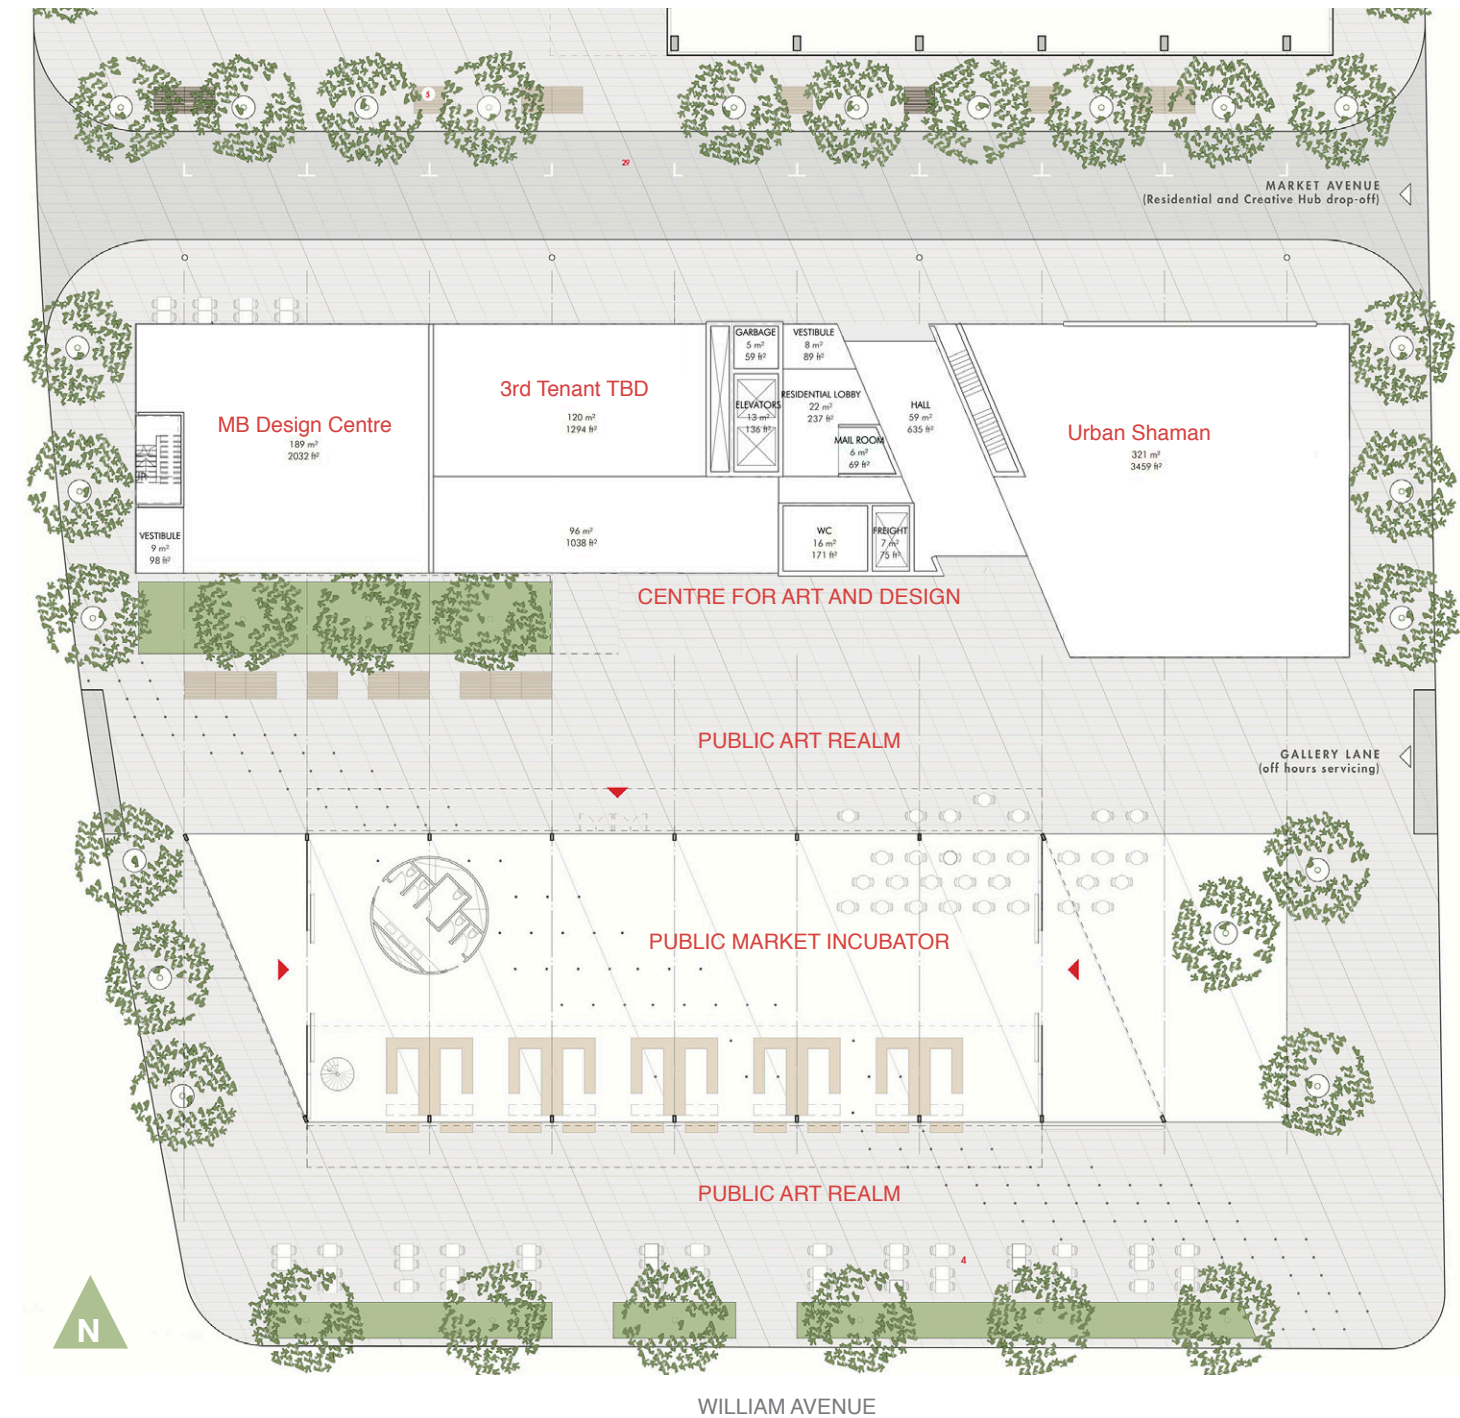 5
29
MARKET AVENUE
(Residential and Creative Hub drop-off)
GARBAGE
5 m²
59 ft²
VESTIBULE
8 m²
89 ft²
3rd Tenant TBD
120 m²
1294 ft²
MB Design Centre
189 m²
2032 ft²
ELEVATORS
13 m²
136 ft²
RESIDENTIAL LOBBY
22 m²
237 ft²
MAIL ROOM
6 m²
69 ft²
HALL
59 m²
635 ft²
Urban Shaman
321 m²
3459 ft²
VESTIBULE
9 m²
98 ft²
96 m²
1038 ft²
WC
16 m²
171 ft²
FREIGHT
7 m²
75 ft²
CENTRE FOR ART AND DESIGN
PUBLIC ART REALM
GALLERY LANE
(off hours servicing)
PUBLIC MARKET INCUBATOR
PUBLIC ART REALM
4
N
WILLIAM AVENUE